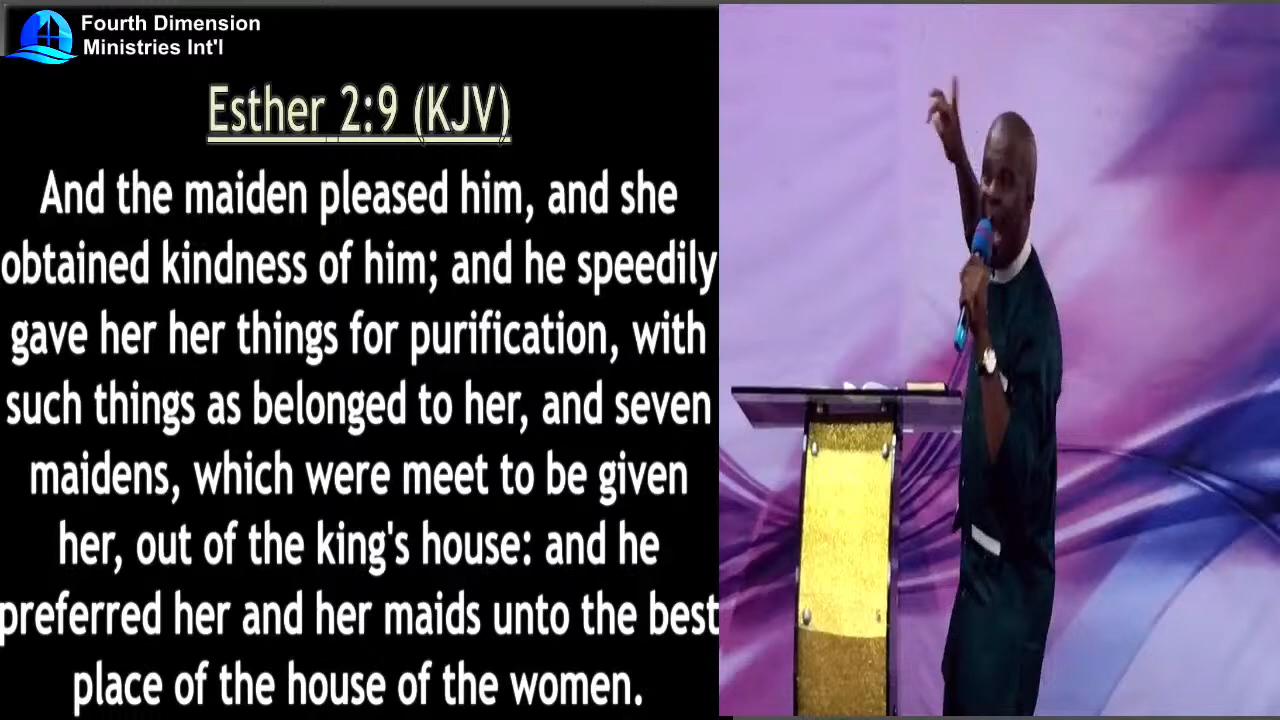 Fourth Dimension
Ministries Int'l
Esther 2:9 (KJV)
And the maiden pleased him, and she
obtained kindness of him; and he speedily
gave her her things for purification, with
such things as belonged to her, and seven
maidens, which were meet to be given
her, out of the king's house: and he
preferred her and her maids unto the best
place of the house of the women.